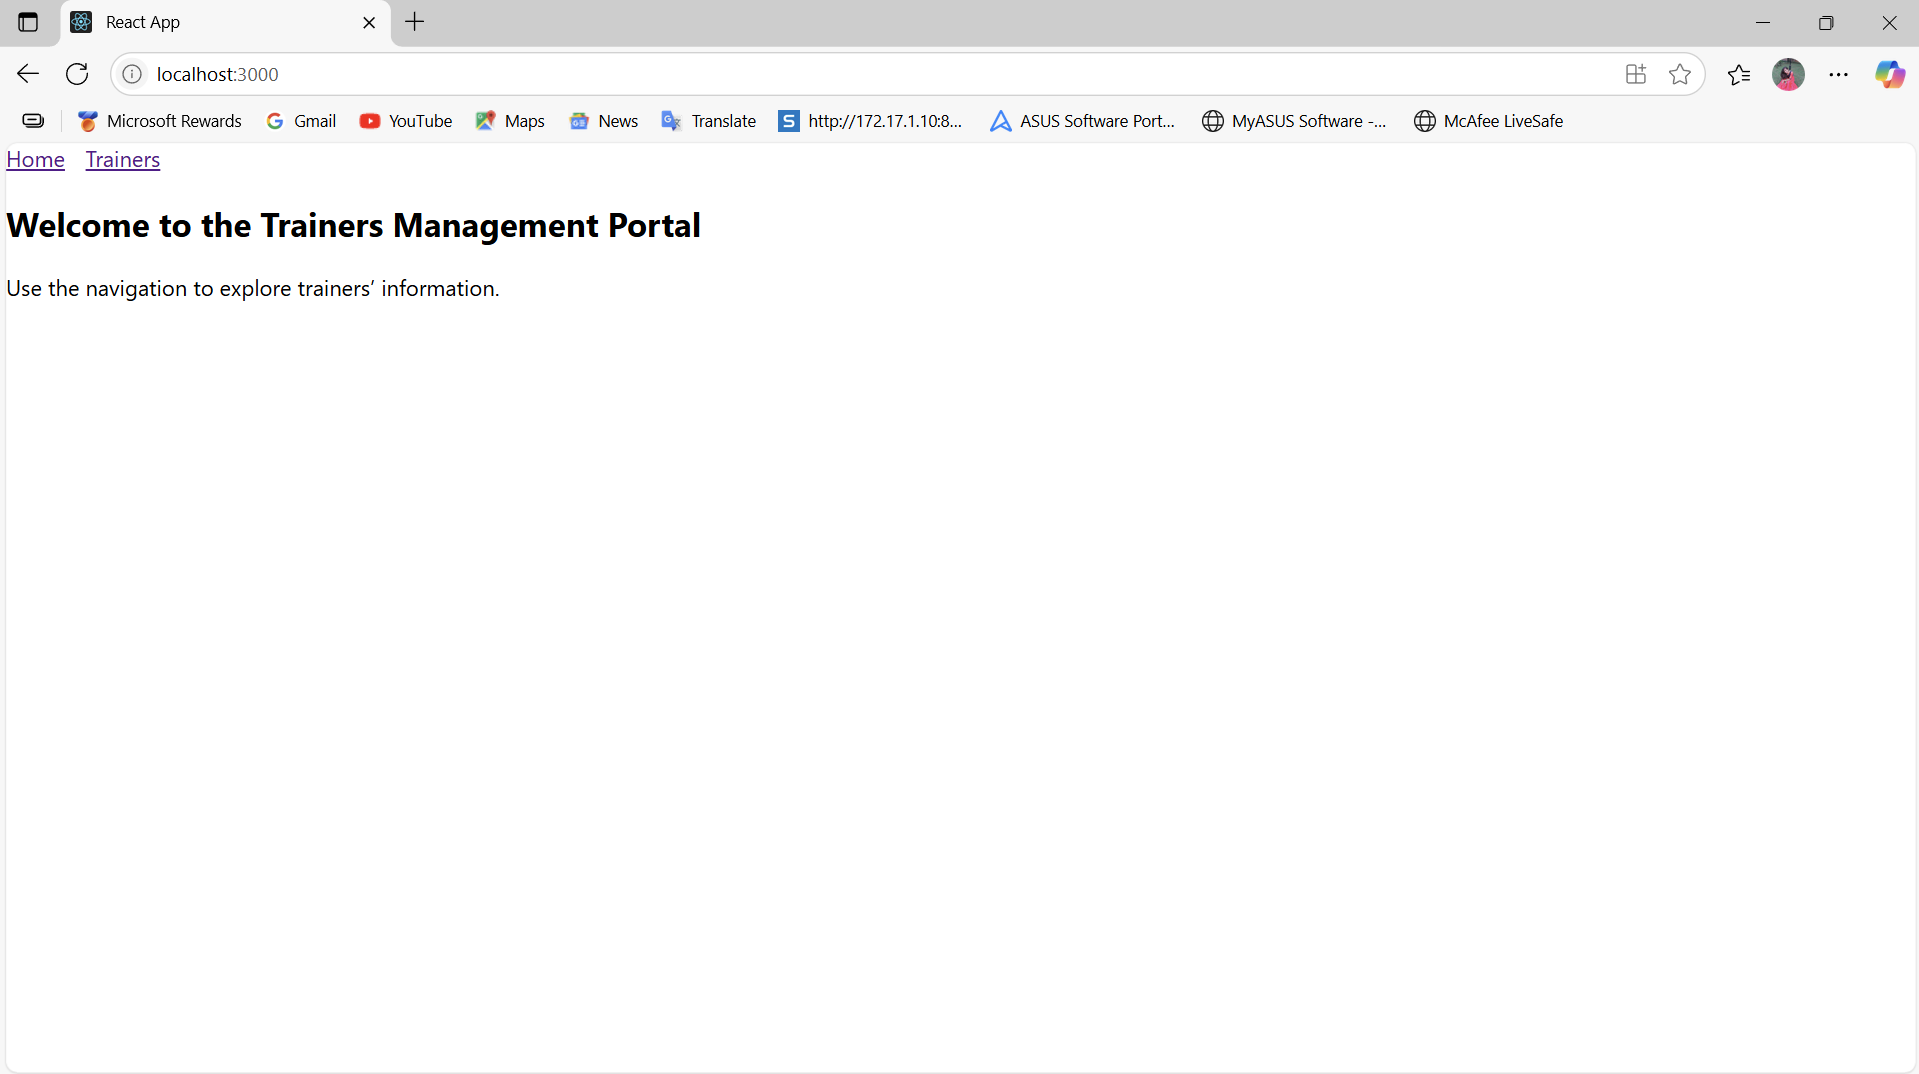 React App
localhost:3000
Microsoft Rewards Gmail YouTube Maps News Translate http://172.17.1.10:8... ASUS Software Port... MyASUS Software -... McAfee LiveSafe
Home Trainers
Welcome to the Trainers Management Portal
Use the navigation to explore trainers’ information.